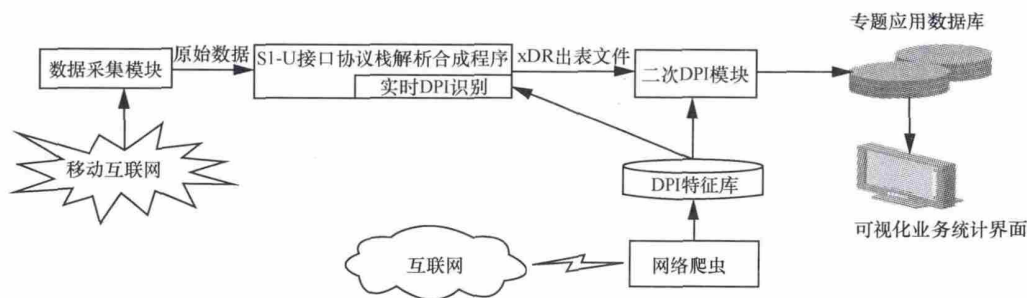 专题应用数据库
原始数据
S1-U接口协议栈解析合成程序
xDR出表文件
数据采集模块
实时DPI识别
二次DPI模块
移动互联网
DPI特征库
可视化业务统计界面
互联网
网络爬虫